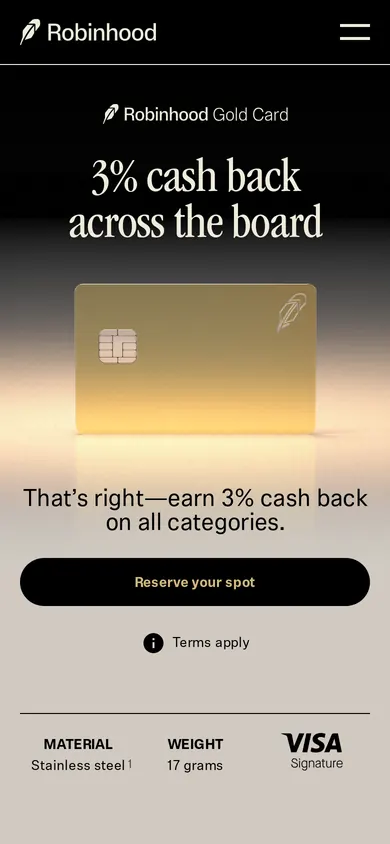 Robinhood
Robinhood Gold Card
3% cash back
across the board
That's right—earn 3% cash back
on all categories.
Reserve your spot
i Terms apply
MATERIAL WEIGHT VISA
Stainless steel 1 17 grams Signature